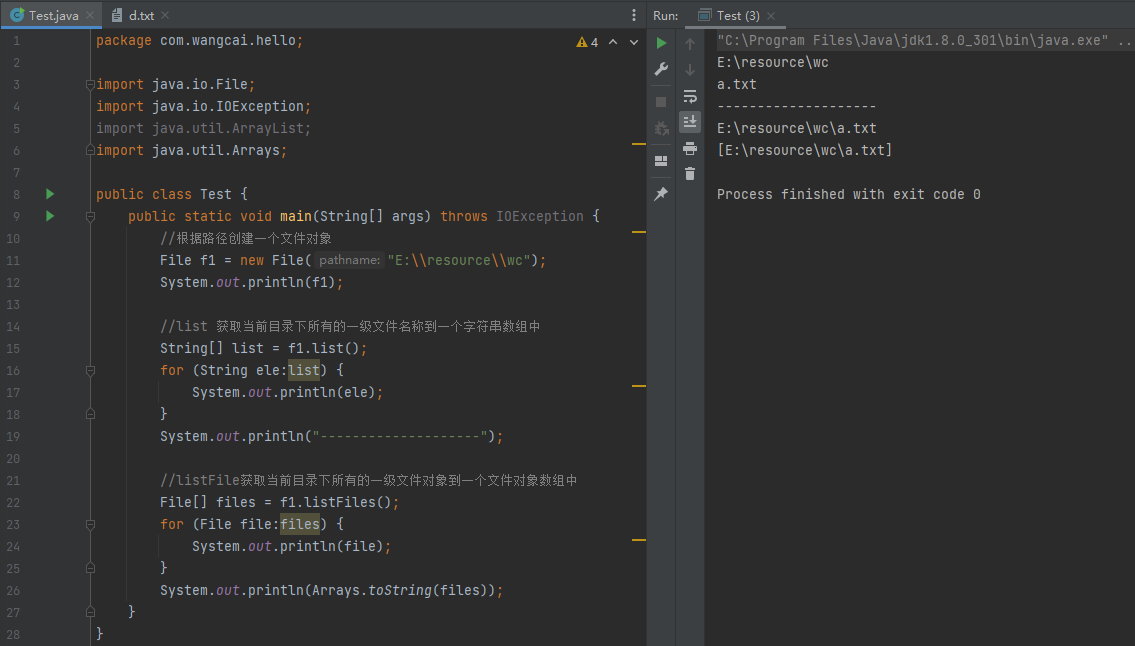 Test.java
d.txt
Run:
Test (3)
4
1 package com.wangcai.hello;
2
3 import java.io.File;
4 import java.io.IOException;
5 import java.util.ArrayList;
6 import java.util.Arrays;
7
8 public class Test {
9 public static void main(String[] args) throws IOException {
10 //根据路径创建一个文件对象
11 File f1 = new File( pathname: "E:\\resource\\wc");
12 System.out.println(f1);
13
14 //list 获取当前目录下所有的一级文件名称到一个字符串数组中
15 String[] list = f1.list();
16 for (String ele:list) {
17 System.out.println(ele);
18 }
19 System.out.println("--------------------");
20
21 //listFile获取当前目录下所有的一级文件对象到一个文件对象数组中
22 File[] files = f1.listFiles();
23 for (File file:files) {
24 System.out.println(file);
25 }
26 System.out.println(Arrays.toString(files));
27 }
28 }
"C:\Program Files\Java\jdk1.8.0_301\bin\java.exe" ..
E:\resource\wc
a.txt
--------------------
E:\resource\wc\a.txt
[E:\resource\wc\a.txt]
Process finished with exit code 0